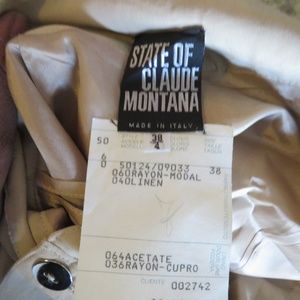 STATE OF
CLAUDE
MONTANA
MADE IN ITALY
38
4
50
6
0
50124/09033 38
060RAYON-MODAL
040LINEN
064ACETATE
036RAYON-CUPRO
CLIENTE 002742